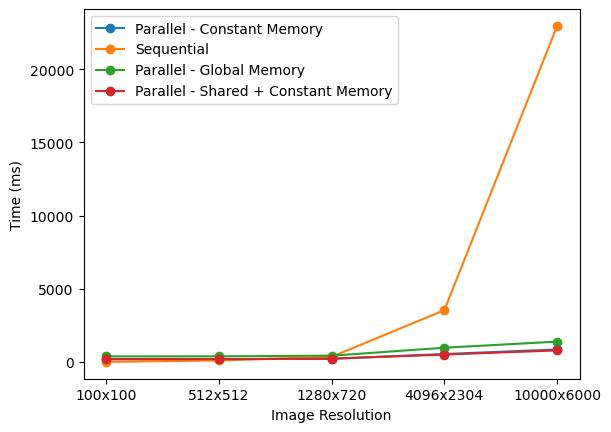 Parallel - Constant Memory
Sequential
Parallel - Global Memory
Parallel - Shared + Constant Memory
Time (ms)
20000
15000
10000
5000
0
100x100 512x512 1280x720 4096x2304 10000x6000
Image Resolution